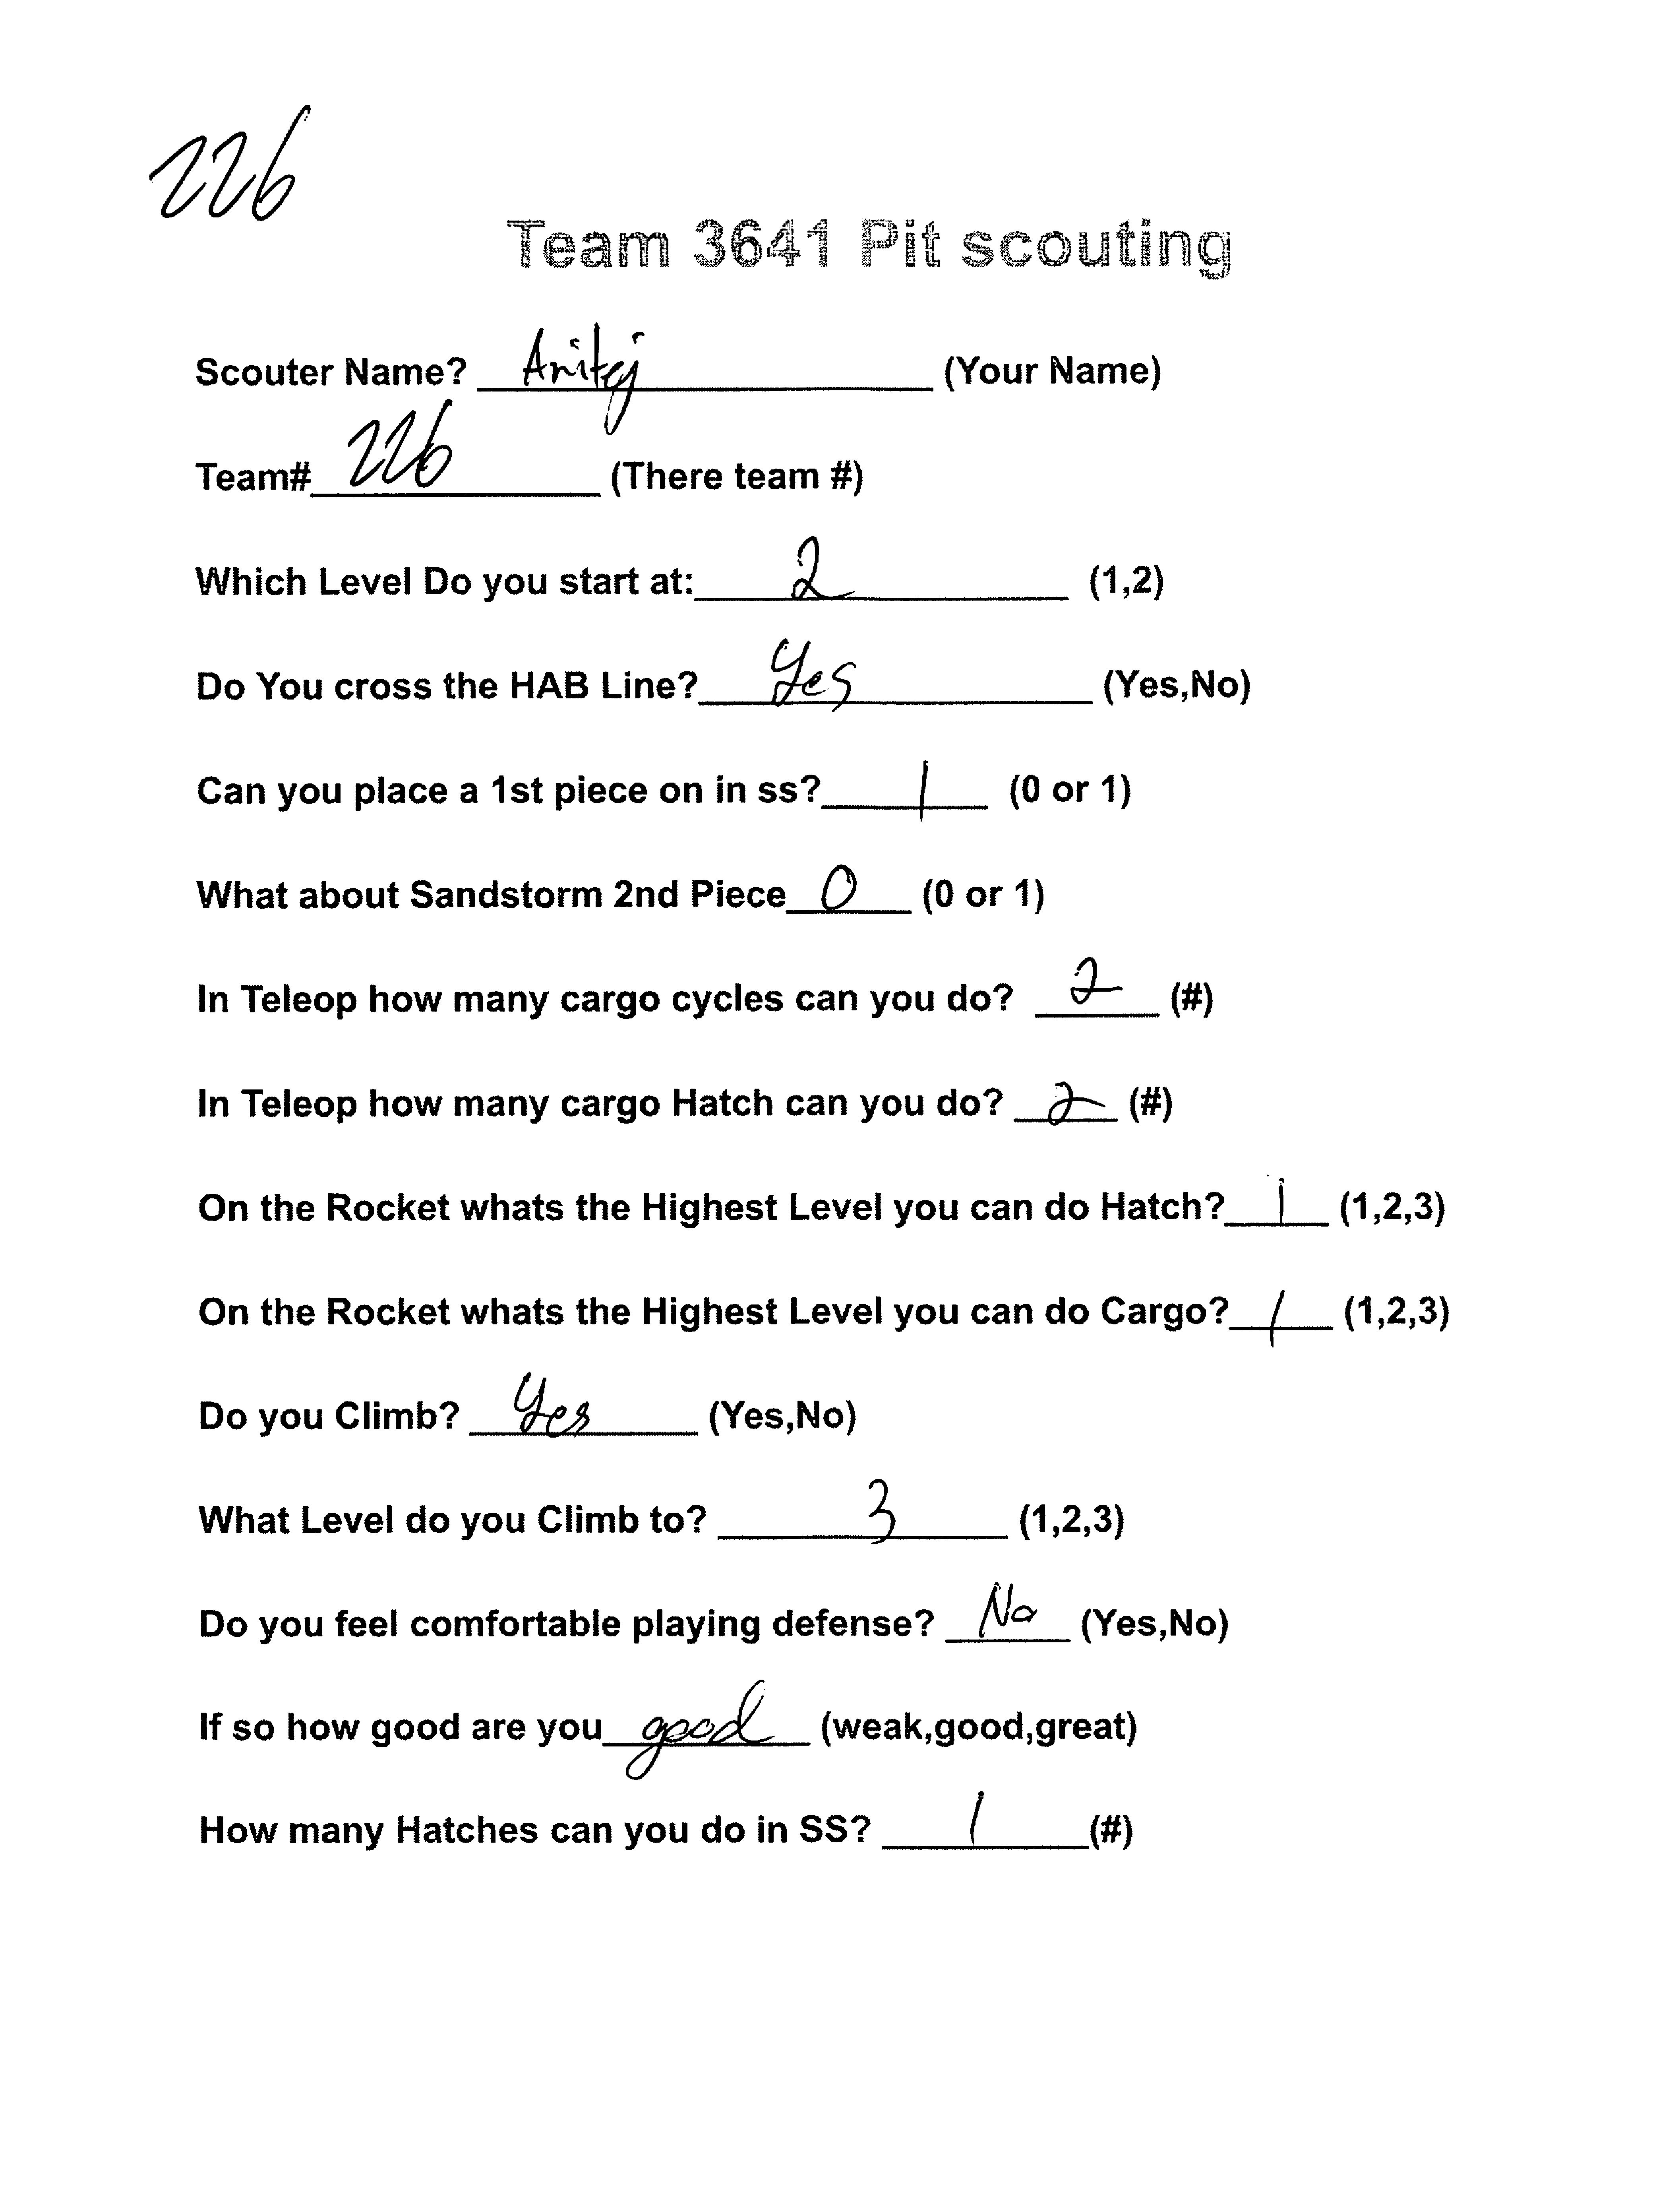 226
Team 3641 Pit scouting
Scouter Name? Anitej (Your Name)
Team# 226 (There team #)
Which Level Do you start at: 2 (1,2)
Do You cross the HAB Line? Yes (Yes,No)
Can you place a 1st piece on in ss? 1 (0 or 1)
What about Sandstorm 2nd Piece 0 (0 or 1)
In Teleop how many cargo cycles can you do? 2 (#)
In Teleop how many cargo Hatch can you do? 2 (#)
On the Rocket whats the Highest Level you can do Hatch? 1 (1,2,3)
On the Rocket whats the Highest Level you can do Cargo? 1 (1,2,3)
Do you Climb? Yes (Yes,No)
What Level do you Climb to? 3 (1,2,3)
Do you feel comfortable playing defense? No (Yes,No)
If so how good are you good (weak,good,great)
How many Hatches can you do in SS? 1 (#)